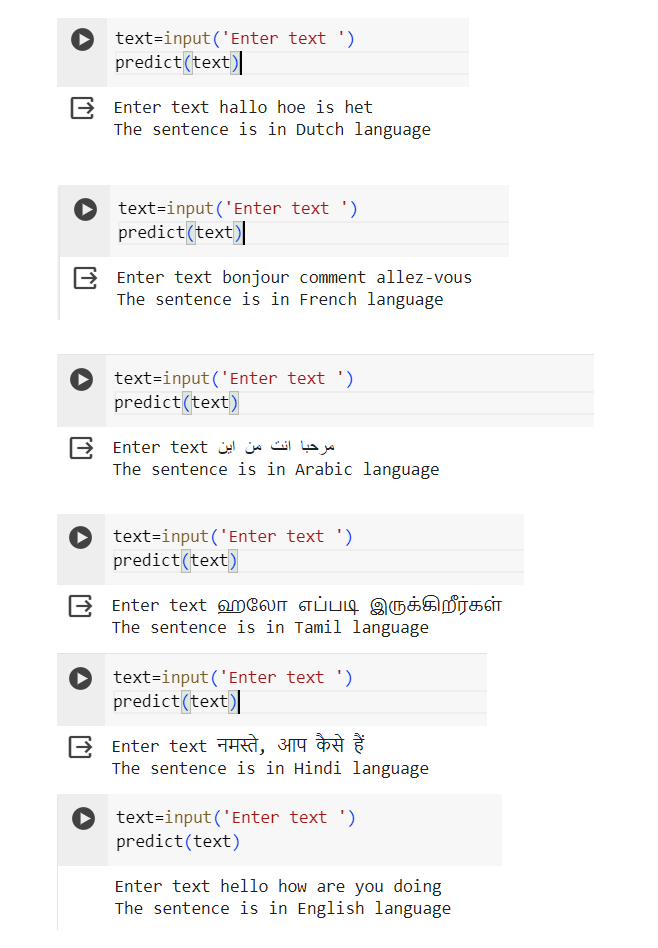 text=input('Enter text ')
predict(text)
Enter text hallo hoe is het
The sentence is in Dutch language
text=input('Enter text ')
predict(text)
Enter text bonjour comment allez-vous
The sentence is in French language
text=input('Enter text ')
predict(text)
Enter text مرحبا انت من اين
The sentence is in Arabic language
text=input('Enter text ')
predict(text)
Enter text ஹலோ எப்படி இருக்கிறீர்கள்
The sentence is in Tamil language
text=input('Enter text ')
predict(text)
Enter text नमस्ते, आप कैसे हैं
The sentence is in Hindi language
text=input('Enter text ')
predict(text)
Enter text hello how are you doing
The sentence is in English language